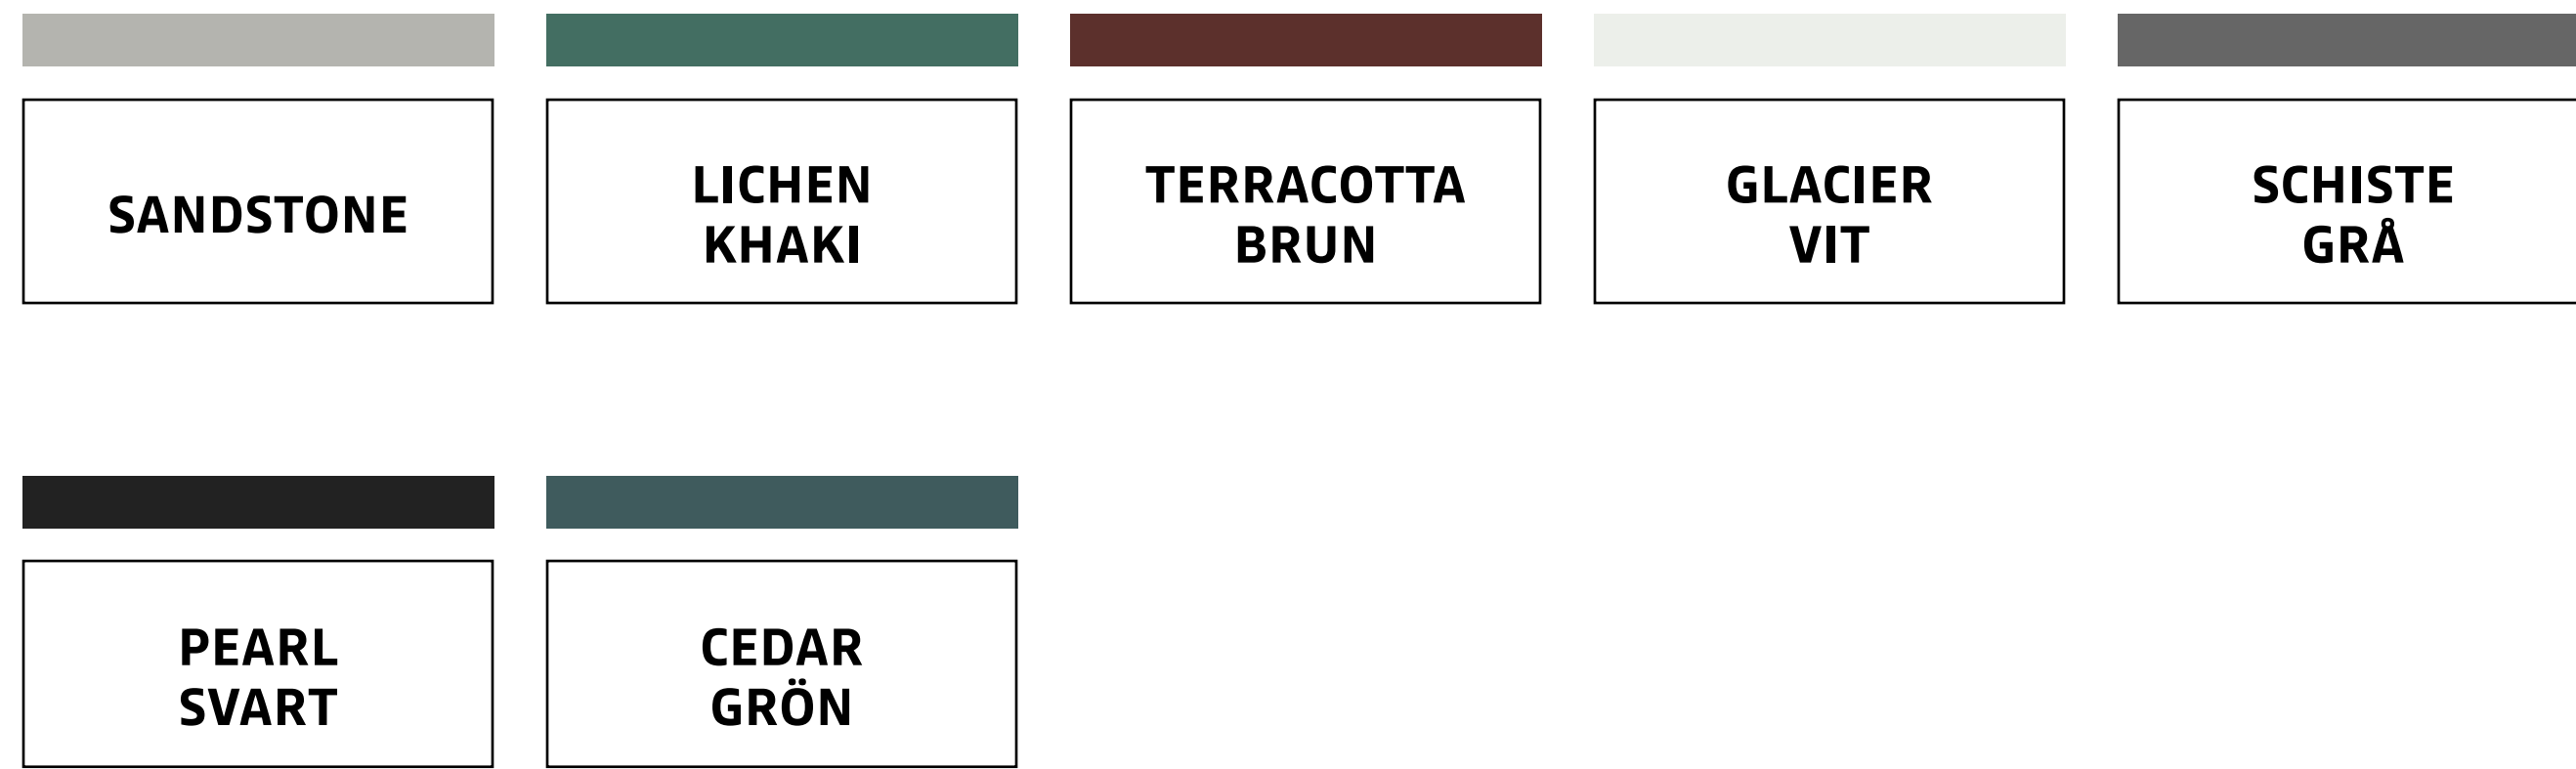 SANDSTONE
LICHEN
KHAKI
TERRACOTTA
BRUN
GLACIER
VIT
SCHISTE
GRÅ
PEARL
SVART
CEDAR
GRÖN